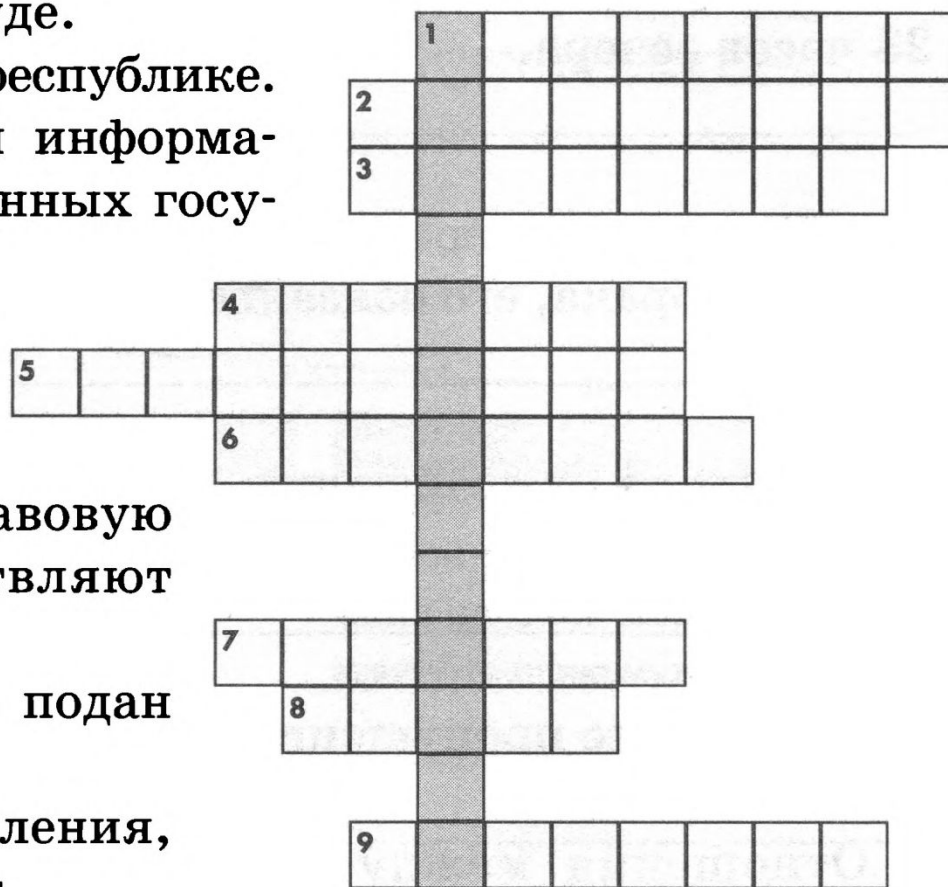 уде.
республике.
информа-
нных госу-
авовую
твляют
подан
ления,
1
2
3
4
5
6
7
8
9